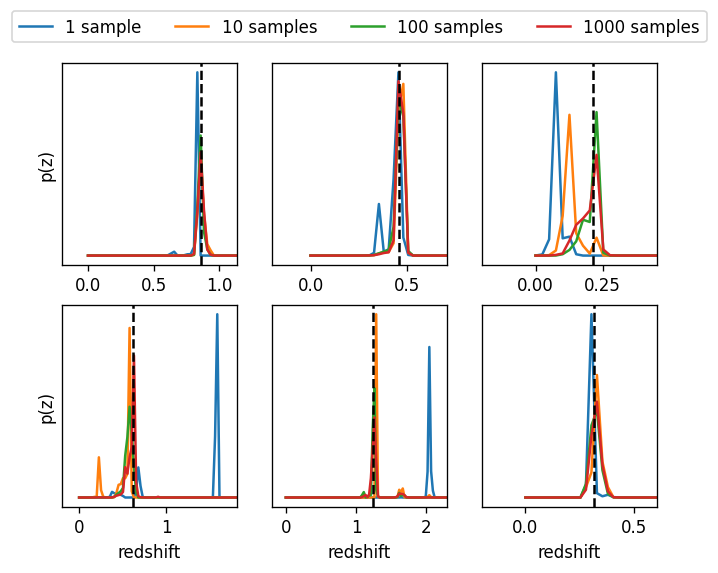 1 sample 10 samples 100 samples 1000 samples
p(z)
0.0 0.5 1.0 0.0 0.5 0.00 0.25
p(z)
0 1 0 1 2 0.0 0.5
redshift redshift redshift